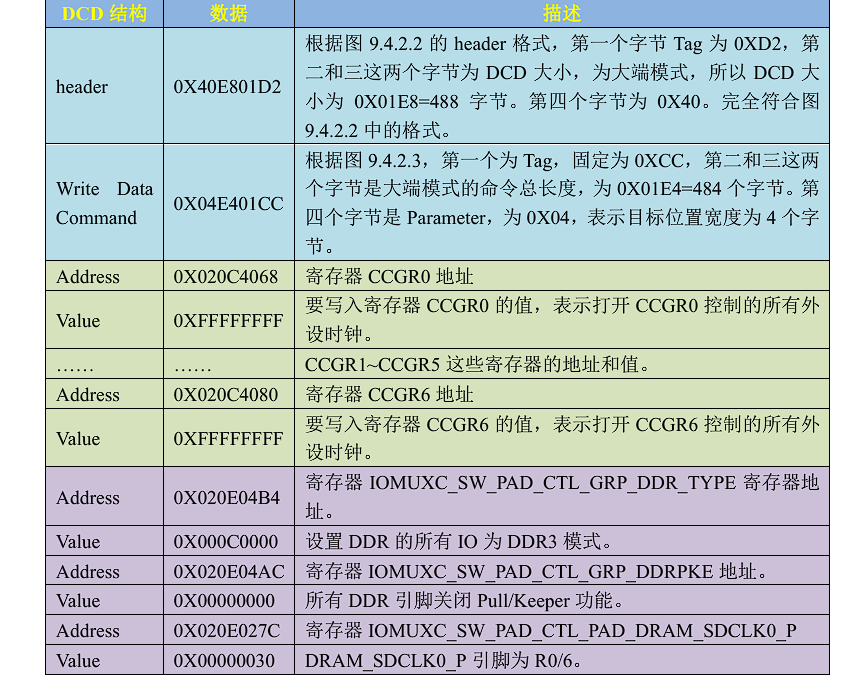 DCD 结构 数据 描述
根据图 9.4.2.2 的 header 格式，第一个字节 Tag 为 0XD2，第
二和三这两个字节为 DCD 大小，为大端模式，所以 DCD 大
header 0X40E801D2
小为 0X01E8=488 字节。第四个字节为 0X40。完全符合图
9.4.2.2 中的格式。
根据图 9.4.2.3，第一个为 Tag，固定为 0XCC，第二和三这两
Write Data
Command
0X04E401CC
个字节是大端模式的命令总长度，为 0X01E4=484 个字节。第
四个字节是 Parameter，为 0X04，表示目标位置宽度为 4 个字
节。
Address 0X020C4068 寄存器 CCGR0 地址
Value 0XFFFFFFFF
要写入寄存器 CCGR0 的值，表示打开 CCGR0 控制的所有外
设时钟。
…… …… CCGR1~CCGR5 这些寄存器的地址和值。
Address 0X020C4080 寄存器 CCGR6 地址
Value 0XFFFFFFFF
要写入寄存器 CCGR6 的值，表示打开 CCGR6 控制的所有外
设时钟。
Address 0X020E04B4
寄存器 IOMUXC_SW_PAD_CTL_GRP_DDR_TYPE 寄存器地
址。
Value 0X000C0000 设置 DDR 的所有 IO 为 DDR3 模式。
Address 0X020E04AC 寄存器 IOMUXC_SW_PAD_CTL_GRP_DDRPKE 地址。
Value 0X00000000 所有 DDR 引脚关闭 Pull/Keeper 功能。
Address 0X020E027C 寄存器 IOMUXC_SW_PAD_CTL_PAD_DRAM_SDCLK0_P
Value 0X00000030 DRAM_SDCLK0_P 引脚为 R0/6。